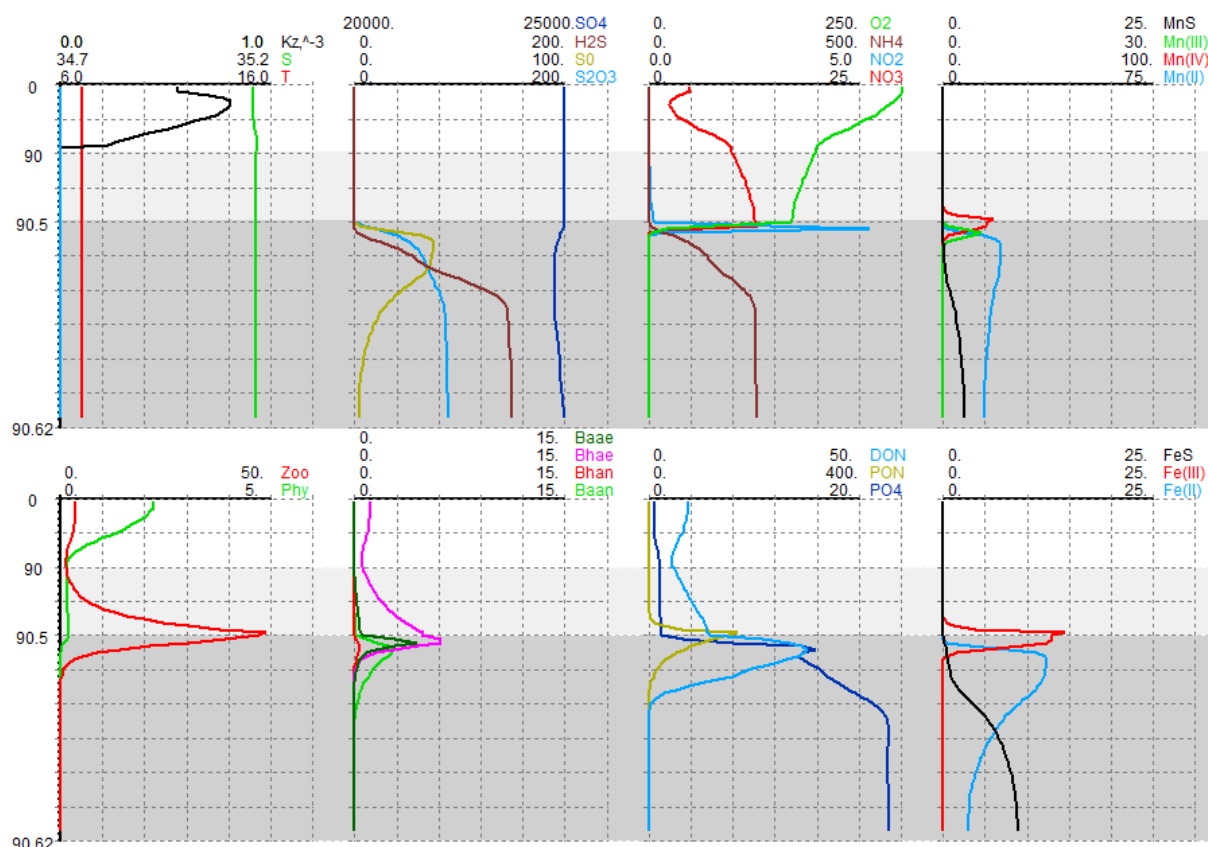 20000. 25000. SO4 0. 250. O2 0. 25. MnS
0.0 1.0 Kz,^-3 0. 200. H2S 0. 500. NH4 0. 30. Mn(III)
34.7 35.2 S 0. 100. S0 0.0 5.0 NO2 0. 100. Mn(IV)
6.0 16.0 T 0. 200 S2O3 0. 25. NO3 0. 75. Mn(II)
0
90
90.5
90.62
0. 15. Baae
0. 15. Bhae 0. 50. DON 0. 25. FeS
0. 50. Zoo 0. 15. Bhan 0. 400. PON 0. 25. Fe(III)
0. 5. Phy 0. 15. Baan 0. 20. PO4 0. 25. Fe(II)
0
90
90.5
90.62